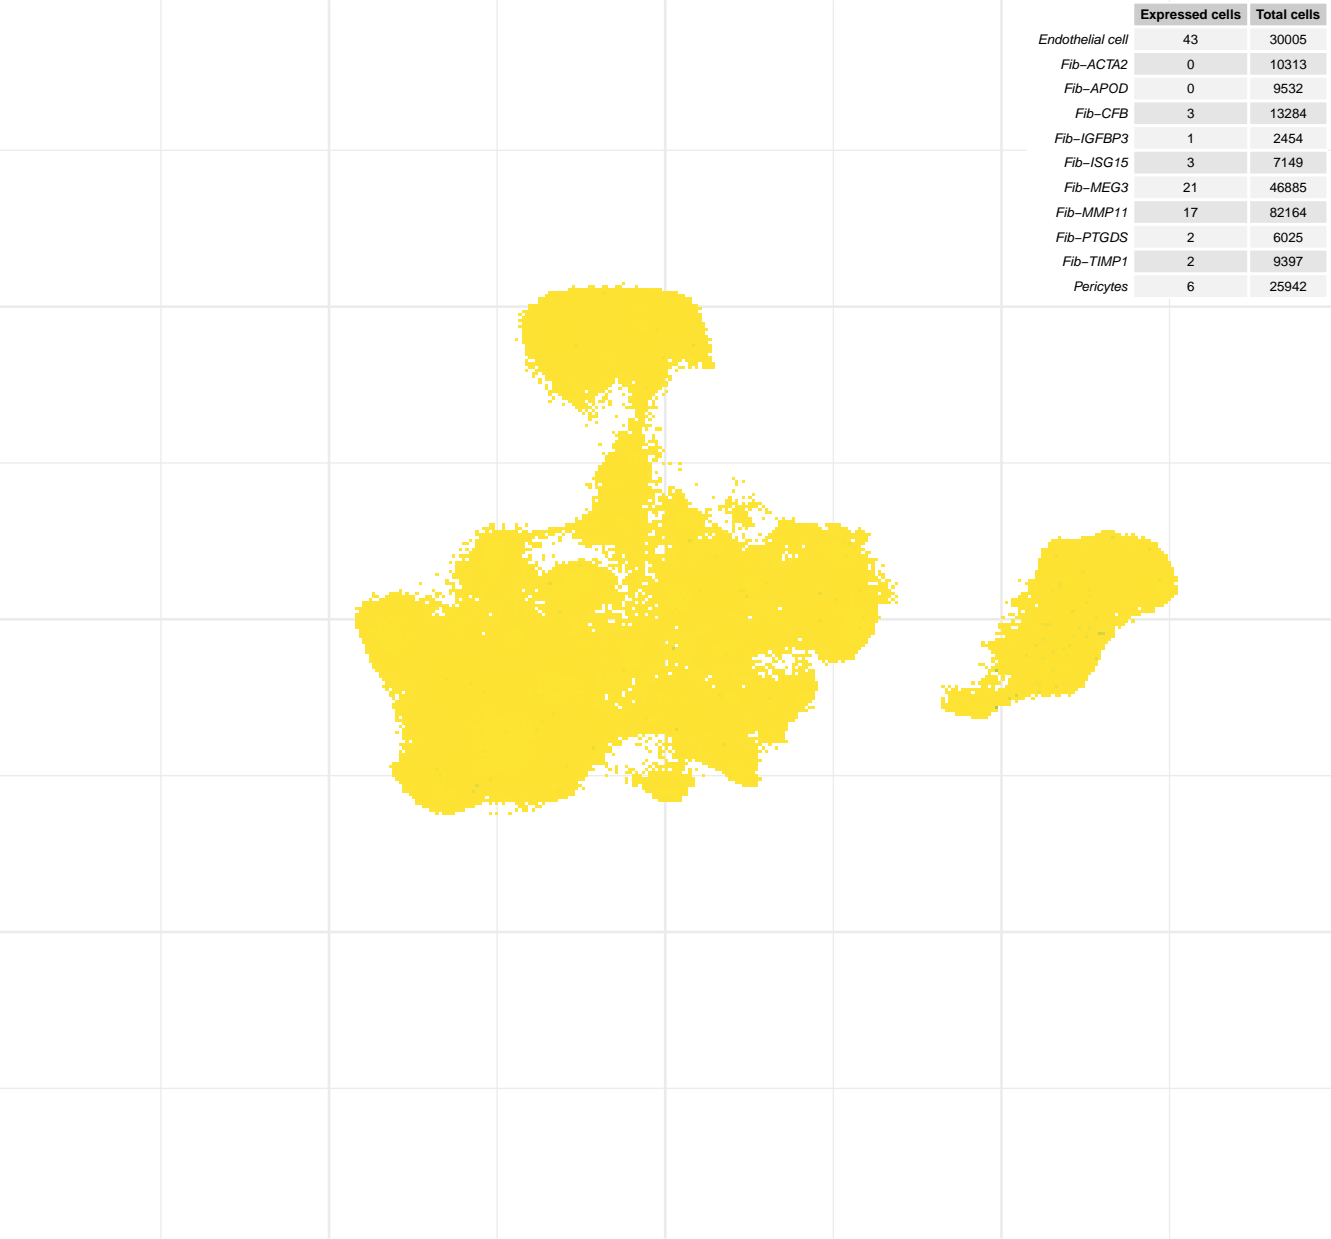 Expressed cells Total cells
Endothelial cell 43 30005
Fib−ACTA2 0 10313
Fib−APOD 0 9532
Fib−CFB 3 13284
Fib−IGFBP3 1 2454
Fib−ISG15 3 7149
Fib−MEG3 21 46885
Fib−MMP11 17 82164
Fib−PTGDS 2 6025
Fib−TIMP1 2 9397
Pericytes 6 25942